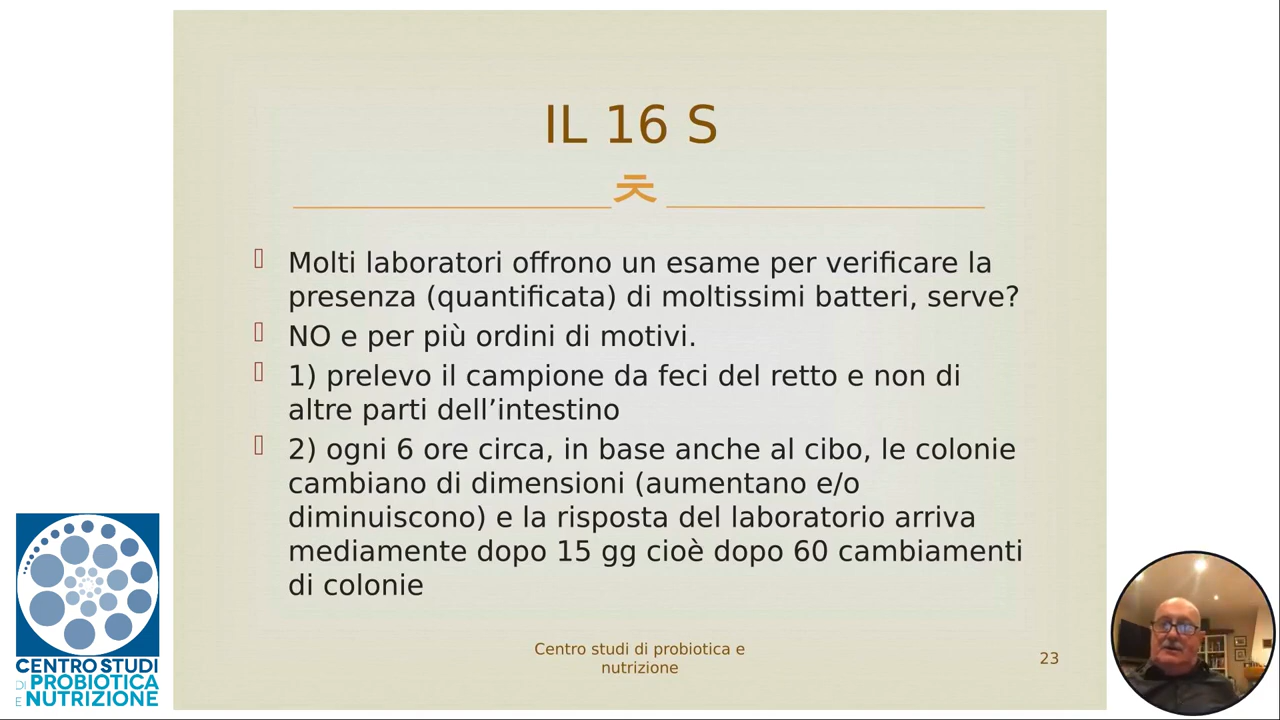 IL 16 S
Molti laboratori offrono un esame per verificare la
presenza (quantificata) di moltissimi batteri, serve?
NO e per più ordini di motivi.
1) prelevo il campione da feci del retto e non di
altre parti dell’intestino
2) ogni 6 ore circa, in base anche al cibo, le colonie
cambiano di dimensioni (aumentano e/o
diminuiscono) e la risposta del laboratorio arriva
mediamente dopo 15 gg cioè dopo 60 cambiamenti
di colonie
Centro studi di probiotica e
nutrizione
23
CENTRO STUDI
DI PROBIOTICA
E NUTRIZIONE